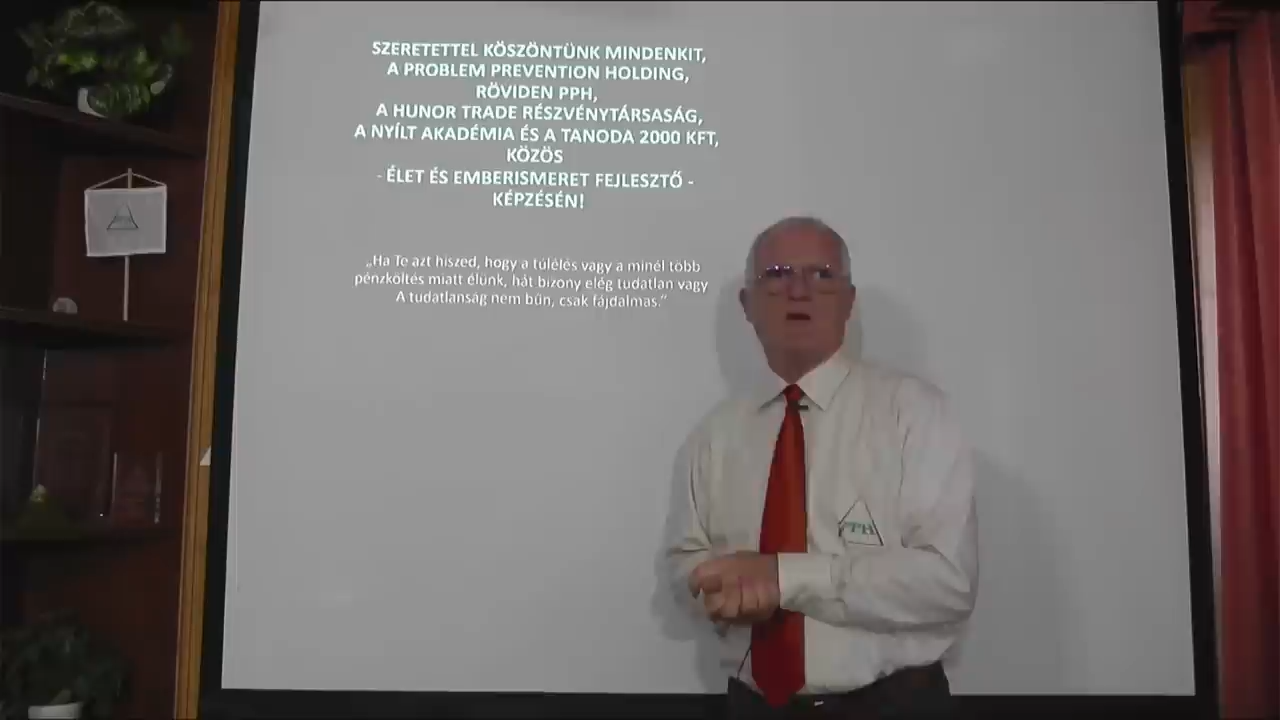 SZERETETTEL KÖSZÖNTÜNK MINDENKIT,
A PROBLEM PREVENTION HOLDING,
RÖVIDEN PPH,
A HUNOR TRADE RÉSZVÉNYTÁRSASÁG,
A NYÍLT AKADÉMIA ÉS A TANODA 2000 KFT,
KÖZÖS
- ÉLET ÉS EMBERISMERET FEJLESZTŐ -
KÉPZÉSÉN!
„Ha Te azt hiszed, hogy a túlélés vagy a minél több
pénzköltés miatt élünk, hát bizony elég tudatlan vagy
A tudatlanság nem bűn, csak fájdalmas.”
PPH